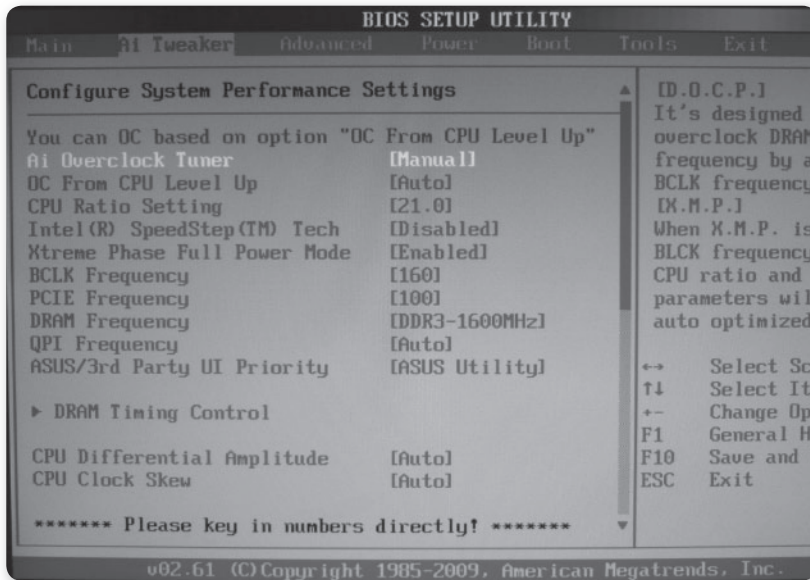 BIOS SETUP UTILITY
Main Ai Tweaker Advanced Power Boot Tools Exit
Configure System Performance Settings
You can OC based on option "OC From CPU Level Up"
Ai Overclock Tuner [Manual]
OC From CPU Level Up [Auto]
CPU Ratio Setting [21.0]
Intel(R) SpeedStep(TM) Tech [Disabled]
Xtreme Phase Full Power Mode [Enabled]
BCLK Frequency [160]
PCIE Frequency [100]
DRAM Frequency [DDR3-1600MHz]
QPI Frequency [Auto]
ASUS/3rd Party UI Priority [ASUS Utility]
▶ DRAM Timing Control
CPU Differential Amplitude [Auto]
CPU Clock Skew [Auto]
******* Please key in numbers directly! *******
[D.O.C.P.]
It's designed
overclock DRAM
frequency by a
BCLK frequency
[X.M.P.]
When X.M.P. is
BLCK frequency
CPU ratio and
parameters wil
auto optimized
↔ Select Sc
↑↓ Select It
+- Change Op
F1 General H
F10 Save and
ESC Exit
v02.61 (C)Copyright 1985-2009, American Megatrends, Inc.